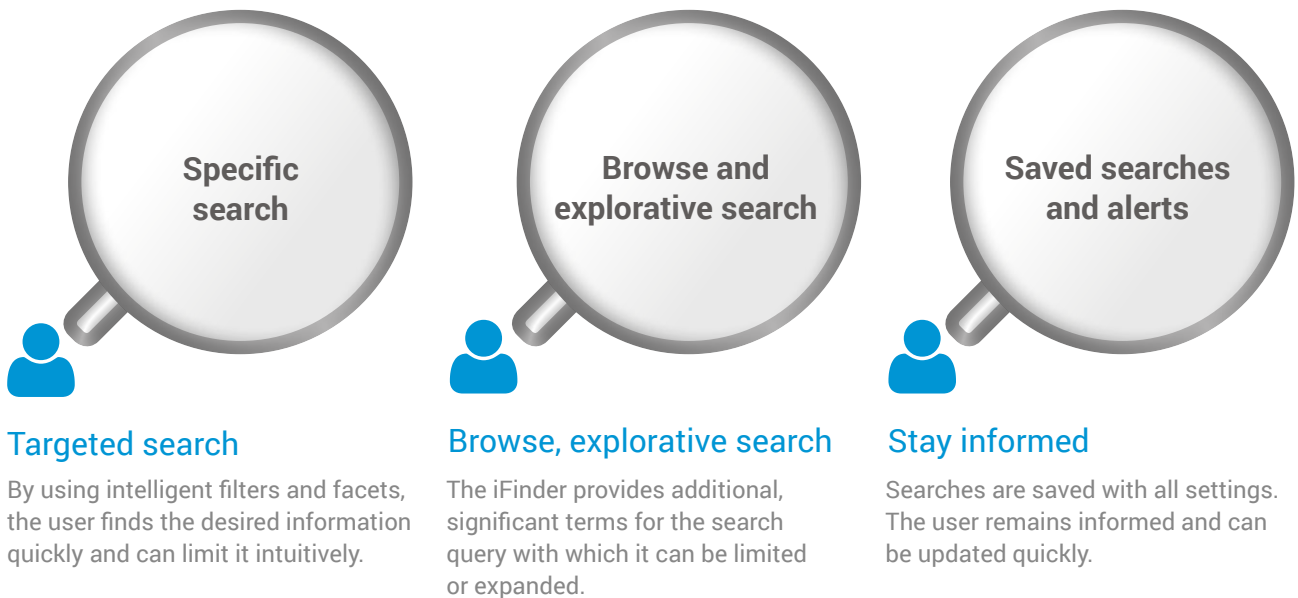 Specific
search
Browse and
explorative search
Saved searches
and alerts
Targeted search
By using intelligent filters and facets,
the user finds the desired information
quickly and can limit it intuitively.
Browse, explorative search
The iFinder provides additional,
significant terms for the search
query with which it can be limited
or expanded.
Stay informed
Searches are saved with all settings.
The user remains informed and can
be updated quickly.